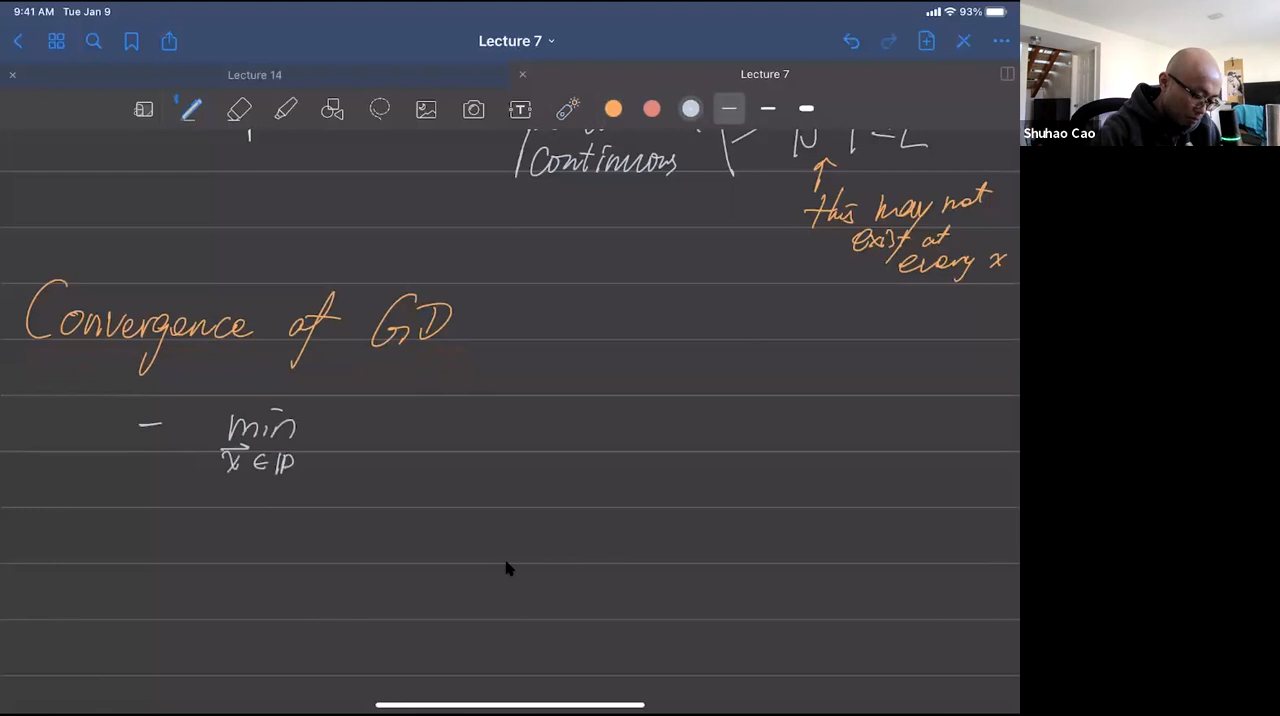 9:41 AM Tue Jan 9
93%
Lecture 7
Lecture 14
Lecture 7
Shuhao Cao
Continuous
this may not
exist at
every x
Convergence of GD
- min
x ∈